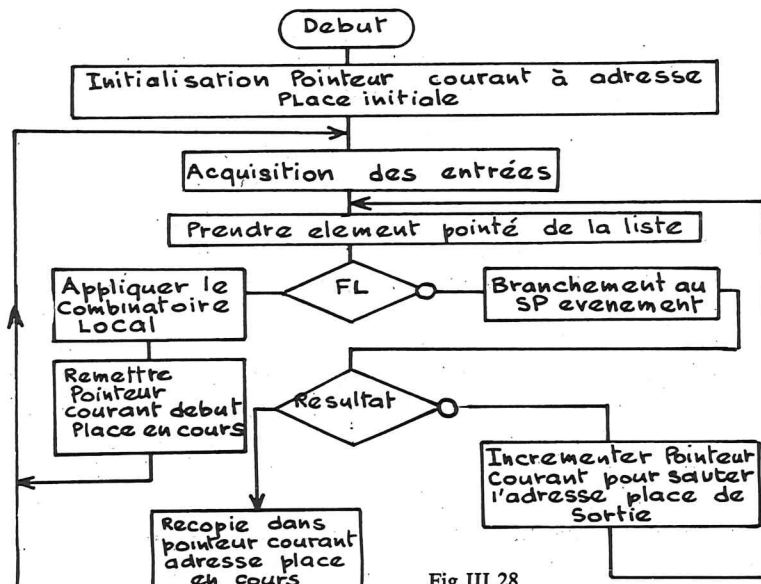 Debut
Initialisation Pointeur courant à adresse
Place initiale
Acquisition des entrées
Prendre element pointé de la liste
Appliquer le
Combinatoire
Local
FL
Branchement au
SP evenement
Remettre
Pointeur
courant debut
Place en cours
Resultat
Incrementer Pointeur
Courant pour sauter
l'adresse place de
Sortie
Recopie dans
pointeur courant
adresse place
en cours
Fig III 28